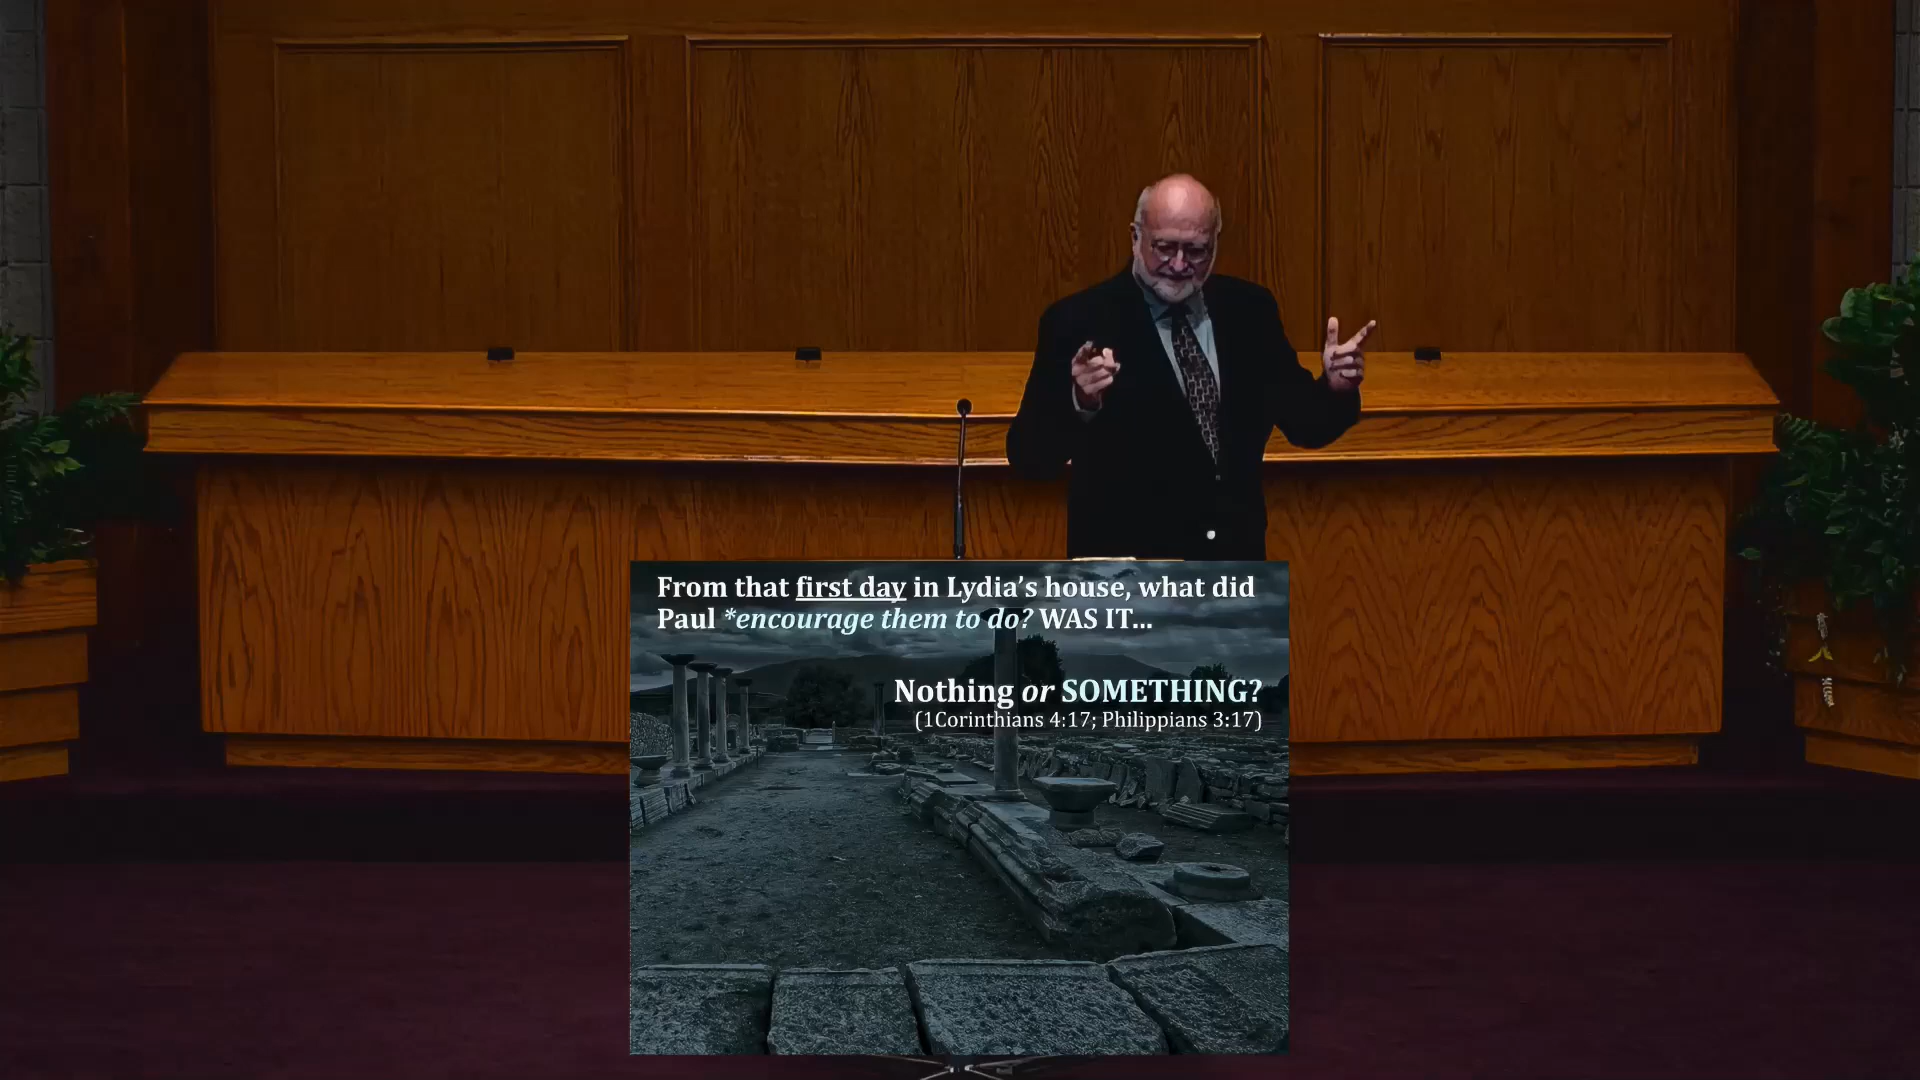 From that first day in Lydia’s house, what did
Paul *encourage them to do? WAS IT...
Nothing or SOMETHING?
(1Corinthians 4:17; Philippians 3:17)